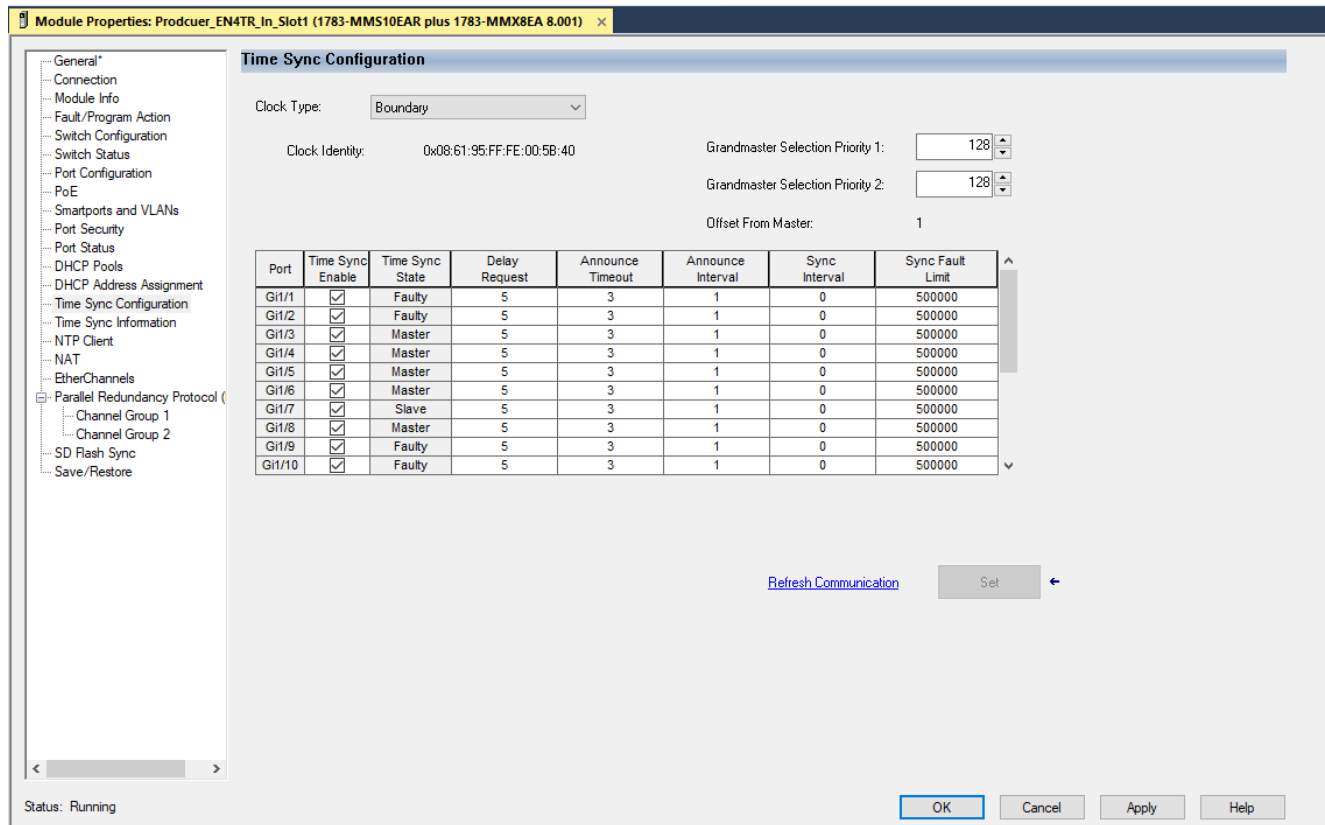 Module Properties: Prodcuer_EN4TR_In_Slot1 (1783-MMS10EAR plus 1783-MMX8EA 8.001) ×
General*
Connection
Module Info
Fault/Program Action
Switch Configuration
Switch Status
Port Configuration
PoE
Smartports and VLANs
Port Security
Port Status
DHCP Pools
DHCP Address Assignment
Time Sync Configuration
Time Sync Information
NTP Client
NAT
EtherChannels
Parallel Redundancy Protocol (
Channel Group 1
Channel Group 2
SD Flash Sync
Save/Restore
Time Sync Configuration
Clock Type: Boundary
Clock Identity: 0x08:61:95:FF:FE:00:5B:40
Grandmaster Selection Priority 1: 128
Grandmaster Selection Priority 2: 128
Offset From Master: 1
Port Time Sync Enable Time Sync State Delay Request Announce Timeout Announce Interval Sync Interval Sync Fault Limit
Gi1/1 Faulty 5 3 1 0 500000
Gi1/2 Faulty 5 3 1 0 500000
Gi1/3 Master 5 3 1 0 500000
Gi1/4 Master 5 3 1 0 500000
Gi1/5 Master 5 3 1 0 500000
Gi1/6 Master 5 3 1 0 500000
Gi1/7 Slave 5 3 1 0 500000
Gi1/8 Master 5 3 1 0 500000
Gi1/9 Faulty 5 3 1 0 500000
Gi1/10 Faulty 5 3 1 0 500000
Refresh Communication Set
Status: Running
OK Cancel Apply Help